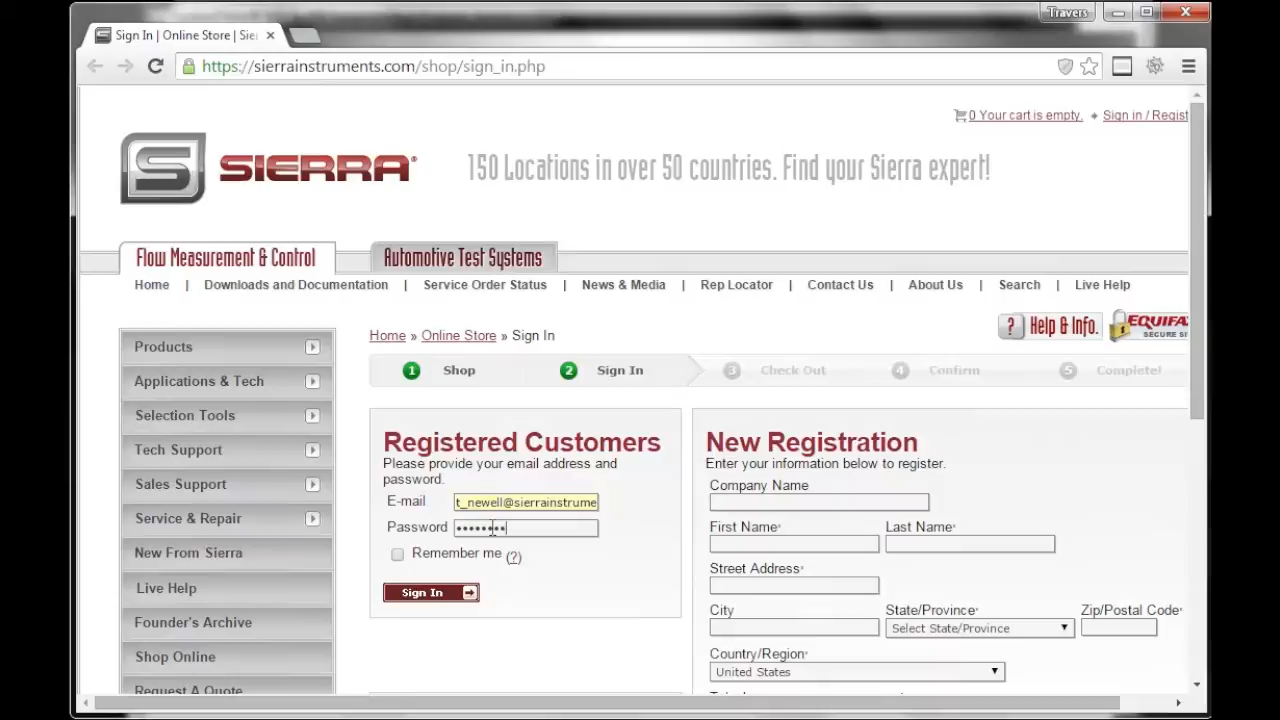 Travers
Sign In | Online Store | Sie
https://sierrainstruments.com/shop/sign_in.php
0 Your cart is empty. Sign in / Regist
SIERRA®
150 Locations in over 50 countries. Find your Sierra expert!
Flow Measurement & Control
Automotive Test Systems
Home | Downloads and Documentation | Service Order Status | News & Media | Rep Locator | Contact Us | About Us | Search | Live Help
? Help & Info.
EQUIFA
SECURE S
Home » Online Store » Sign In
1 Shop 2 Sign In 3 Check Out 4 Confirm 5 Complete!
Products
Applications & Tech
Selection Tools
Tech Support
Sales Support
Service & Repair
New From Sierra
Live Help
Founder's Archive
Shop Online
Request A Quote
Registered Customers
Please provide your email address and
password.
E-mail t_newell@sierrainstrume
Password ••••••••
Remember me (?)
Sign In
New Registration
Enter your information below to register.
Company Name
First Name* Last Name*
Street Address*
City State/Province* Zip/Postal Code*
Select State/Province
Country/Region*
United States